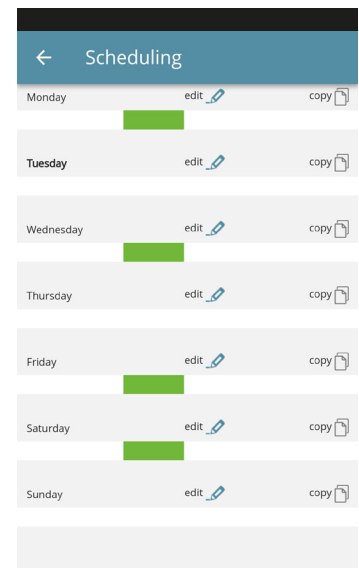 Scheduling
Monday edit copy
Tuesday edit copy
Wednesday edit copy
Thursday edit copy
Friday edit copy
Saturday edit copy
Sunday edit copy